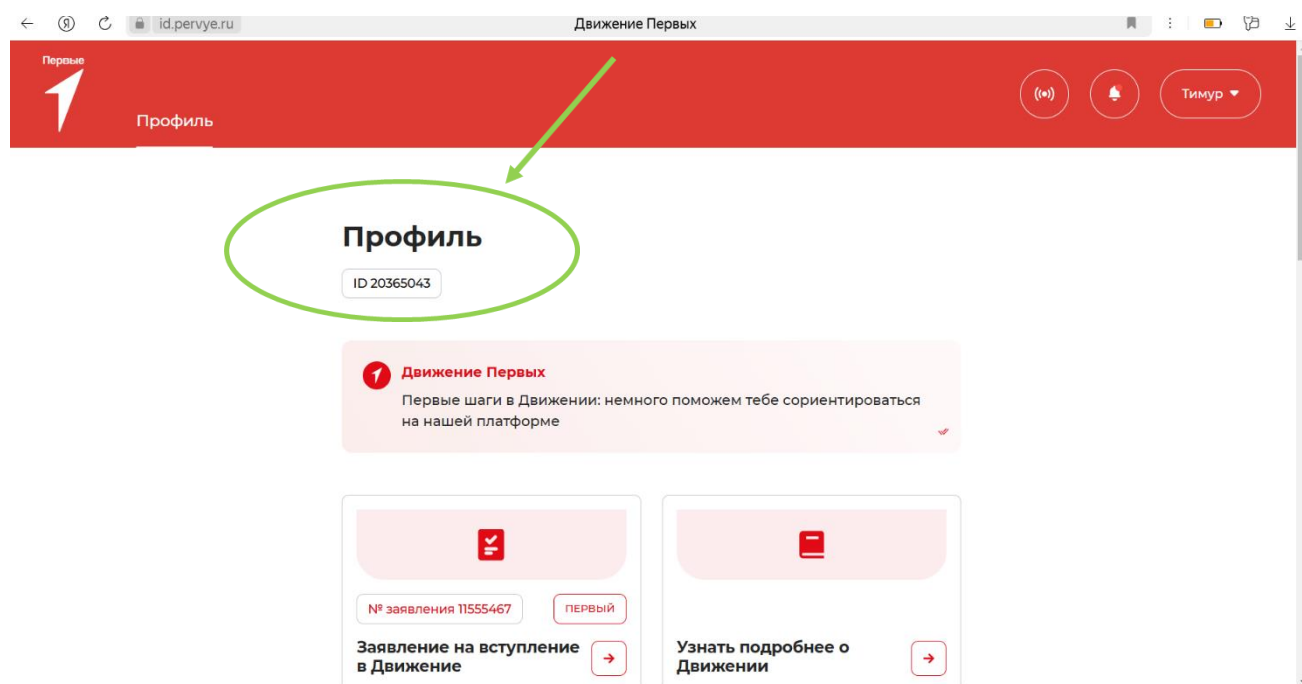 id.pervye.ru
Движение Первых
Первые
Профиль
Тимур
Профиль
ID 20365043
Движение Первых
Первые шаги в Движении: немного поможем тебе сориентироваться
на нашей платформе
№ заявления 11555467
ПЕРВЫЙ
Заявление на вступление
в Движение
Узнать подробнее о
Движении